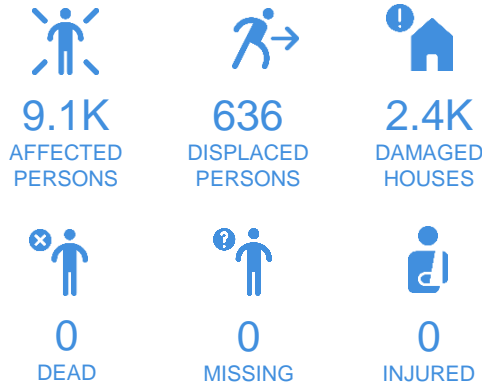 9.1K
AFFECTED
PERSONS
636
DISPLACED
PERSONS
2.4K
DAMAGED
HOUSES
0
DEAD
0
MISSING
0
INJURED